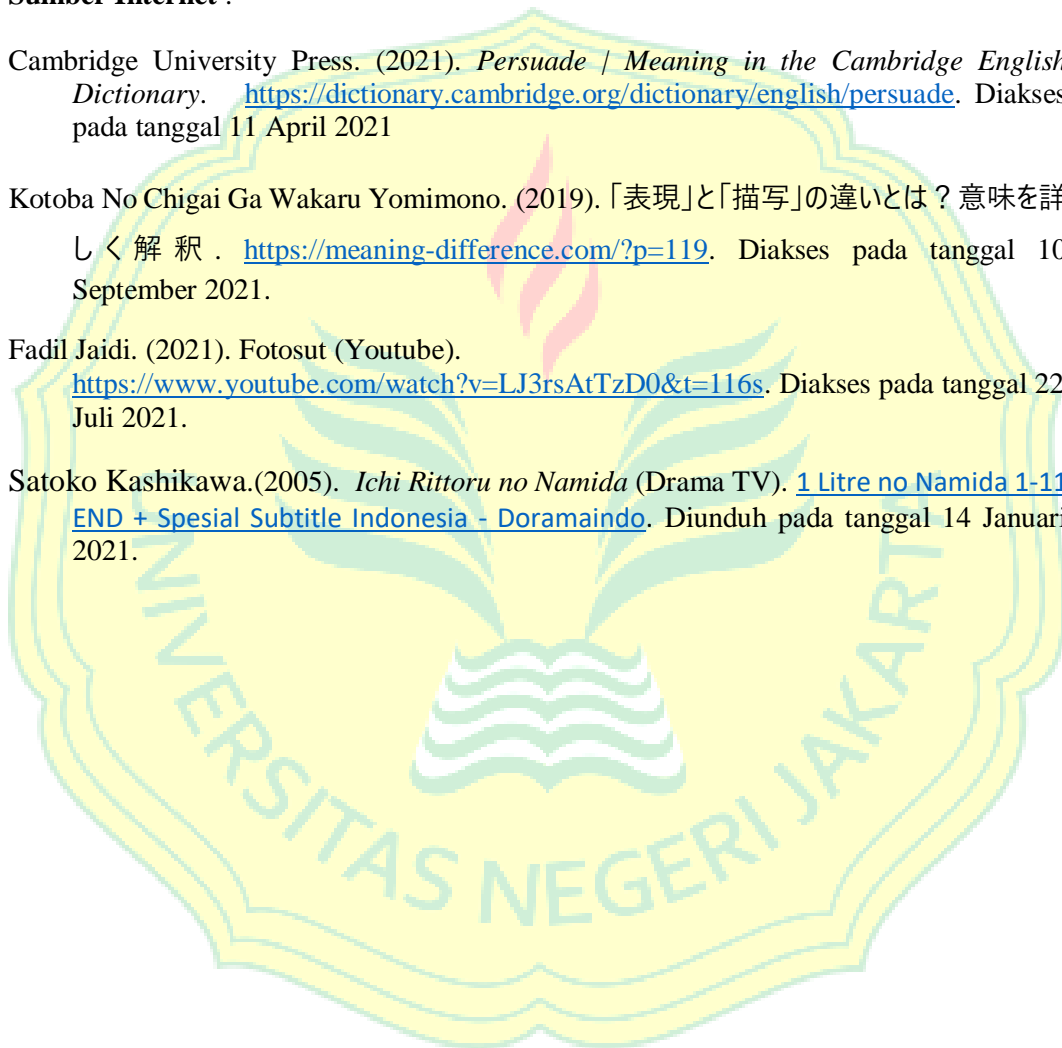 Sumber Internet :
Cambridge University Press. (2021). Persuade | Meaning in the Cambridge English
Dictionary. https://dictionary.cambridge.org/dictionary/english/persuade. Diakses
pada tanggal 11 April 2021
Kotoba No Chigai Ga Wakaru Yomimono. (2019). 「表現」と「描写」の違いとは？意味を詳
しく解釈. https://meaning-difference.com/?p=119. Diakses pada tanggal 10
September 2021.
Fadil Jaidi. (2021). Fotosut (Youtube).
https://www.youtube.com/watch?v=LJ3rsAtTzD0&t=116s. Diakses pada tanggal 22
Juli 2021.
Satoko Kashikawa.(2005). Ichi Rittoru no Namida (Drama TV). 1 Litre no Namida 1-11
END + Spesial Subtitle Indonesia - Doramaindo. Diunduh pada tanggal 14 Januari
2021.
UNIVERSITAS NEGERI JAKARTA